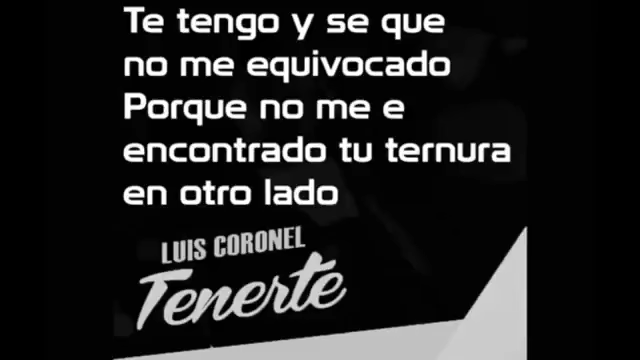 Te tengo y se que
no me equivocado
Porque no me e
encontrado tu ternura
en otro lado
LUIS CORONEL
Tenerte